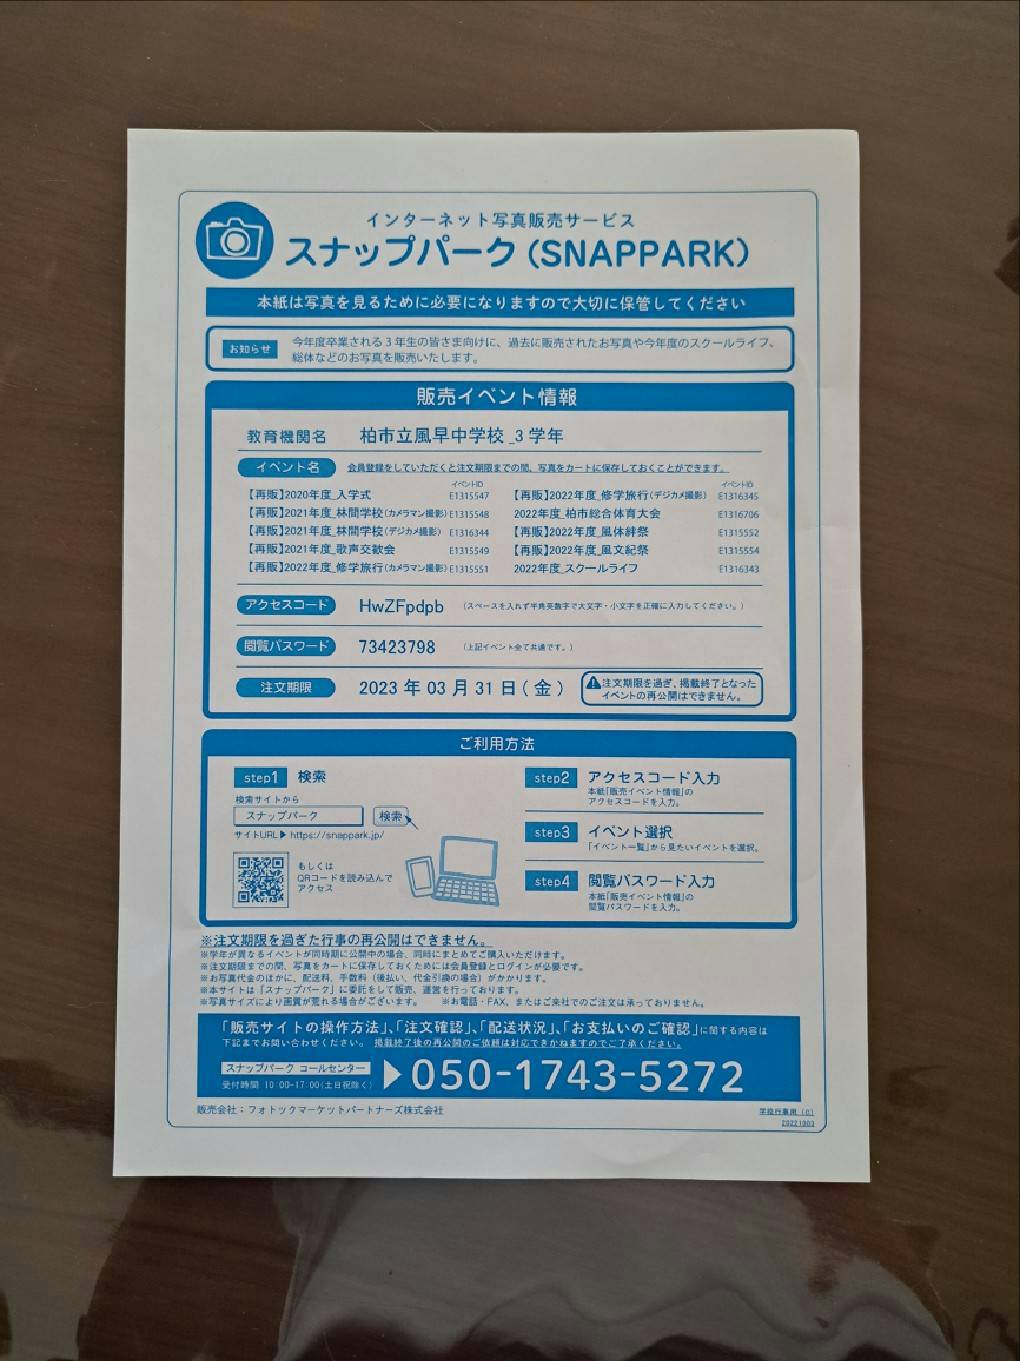 インターネット写真販売サービス
スナップパーク(SNAPPARK)
本紙は写真を見るために必要になりますので大切に保管してください
お知らせ 今年度卒業される3年生の皆さま向けに、過去に販売されたお写真や今年度のスクールライフ、
総体などのお写真を販売いたします。
販売イベント情報
教育機関名 柏市立風早中学校_3学年
イベント名 会員登録をしていただくと注文期限までの間、写真をカートに保存しておくことができます。
イベントID イベントID
【再販】2020年度_入学式 E1315547 【再販】2022年度_修学旅行(デジカメ撮影) E1316345
【再販】2021年度_林間学校(カメラマン撮影) E1315548 2022年度_柏市総合体育大会 E1316706
【再販】2021年度_林間学校(デジカメ撮影) E1316344 【再販】2022年度_風体絆祭 E1315552
【再販】2021年度_歌声交歓会 E1315549 【再販】2022年度_風文紀祭 E1315554
【再販】2022年度_修学旅行(カメラマン撮影) E1315551 2022年度_スクールライフ E1316343
アクセスコード HwZFpdpb (スペースを入れず半角英数字で大文字・小文字を正確に入力してください。)
閲覧パスワード 73423798 (上記イベント全て共通です。)
注文期限 2023年03月31日(金) 注文期限を過ぎ、掲載終了となった
イベントの再公開はできません。
ご利用方法
step1 検索
検索サイトから
スナップパーク 検索
サイトURL▶https://snappark.jp/
もしくは
QRコードを読み込んで
アクセス
step2 アクセスコード入力
本紙「販売イベント情報」の
アクセスコードを入力。
step3 イベント選択
「イベント一覧」から見たいイベントを選択。
step4 閲覧パスワード入力
本紙「販売イベント情報」の
閲覧パスワードを入力。
※注文期限を過ぎた行事の再公開はできません。
※学年が異なるイベントが同時期に公開中の場合、同時にまとめてご購入いただけます。
※注文期限までの間、写真をカートに保存しておくためには会員登録とログインが必要です。
※お写真代金のほかに、配送料、手数料(後払い、代金引換の場合)がかかります。
※本サイトは『スナップパーク』に委託をして販売、運営を行っております。
※写真サイズにより画質が荒れる場合がございます。 ※お電話・FAX、またはご来社でのご注文は承っておりません。
「販売サイトの操作方法」、「注文確認」、「配送状況」、「お支払いのご確認」に関する内容は
下記までお問い合わせください。 掲載終了後の再公開のご依頼は対応できかねますのでご了承ください。
スナップパーク コールセンター ▶050-1743-5272
受付時間 10:00-17:00(土日祝除く)
販売会社：フォトックマーケットパートナーズ株式会社
20221003